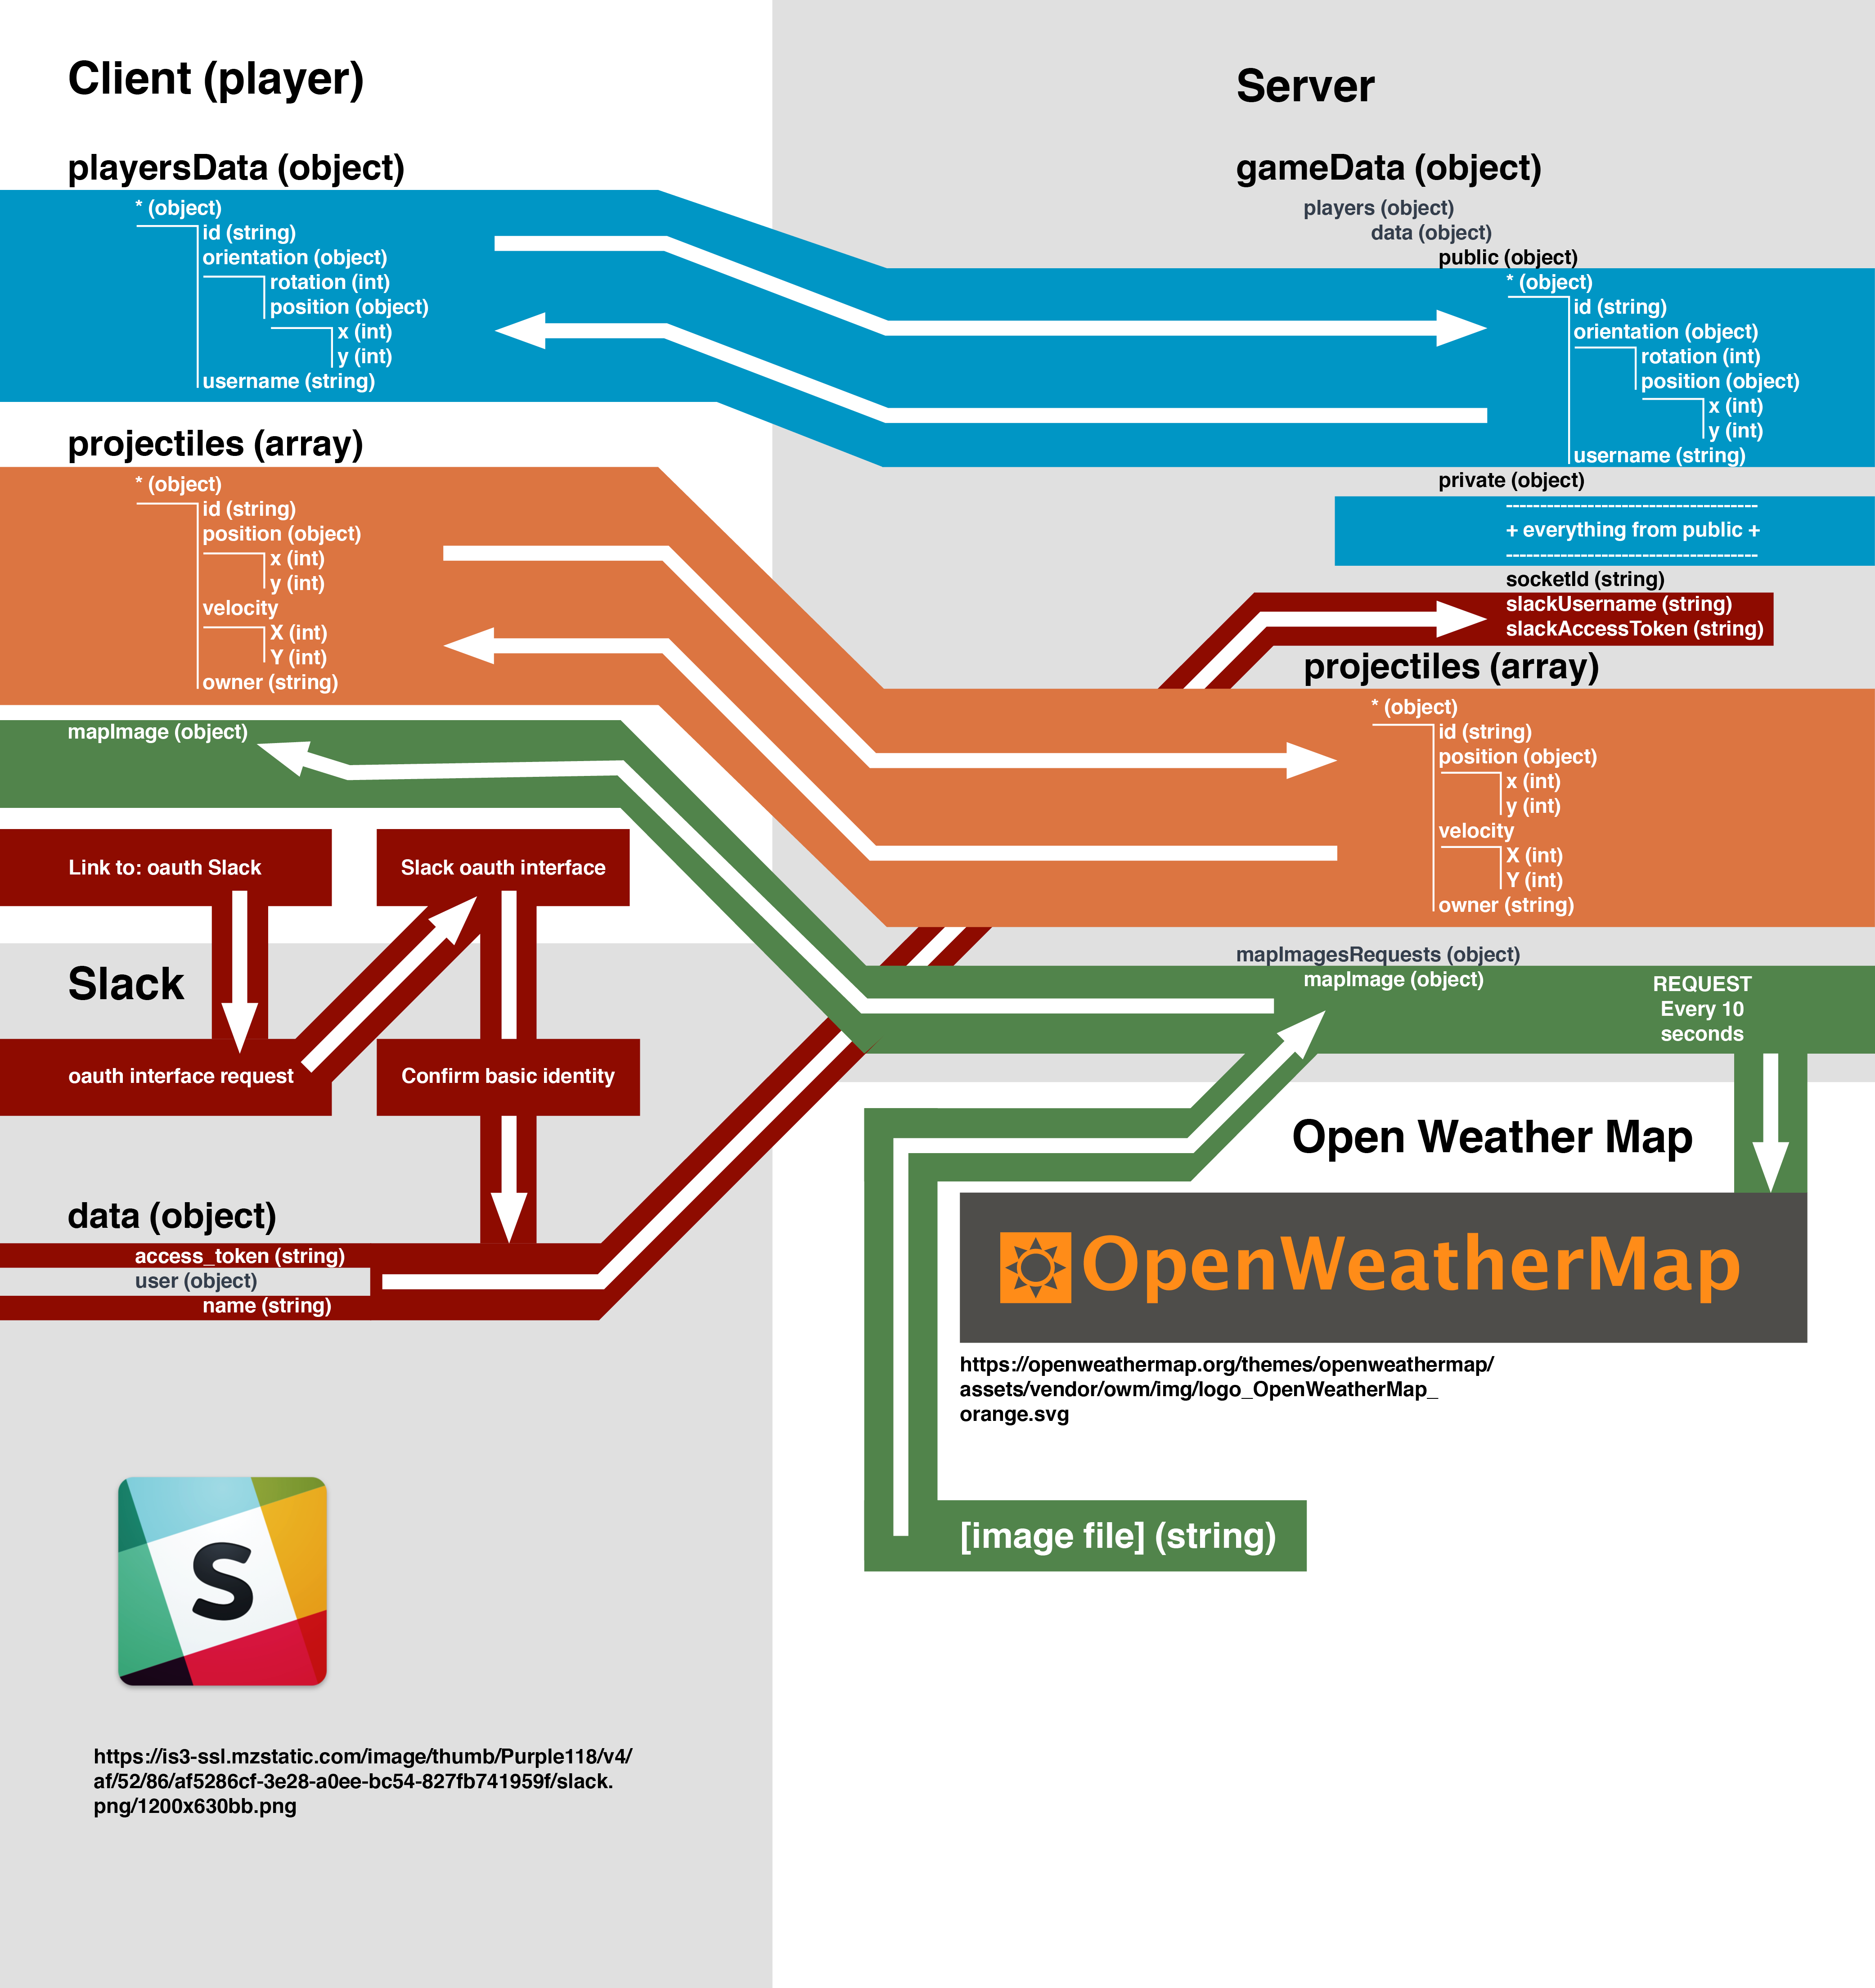 Client (player)
playersData (object)
* (object)
id (string)
orientation (object)
rotation (int)
position (object)
x (int)
y (int)
username (string)
projectiles (array)
* (object)
id (string)
position (object)
x (int)
y (int)
velocity
X (int)
Y (int)
owner (string)
mapImage (object)
Link to: oauth Slack
Slack oauth interface
Slack
oauth interface request
Confirm basic identity
data (object)
access_token (string)
user (object)
name (string)
S
https://is3-ssl.mzstatic.com/image/thumb/Purple118/v4/
af/52/86/af5286cf-3e28-a0ee-bc54-827fb741959f/slack.
png/1200x630bb.png
Server
gameData (object)
players (object)
data (object)
public (object)
* (object)
id (string)
orientation (object)
rotation (int)
position (object)
x (int)
y (int)
username (string)
private (object)
-------------------------------------
+ everything from public +
-------------------------------------
socketId (string)
slackUsername (string)
slackAccessToken (string)
projectiles (array)
* (object)
id (string)
position (object)
x (int)
y (int)
velocity
X (int)
Y (int)
owner (string)
mapImagesRequests (object)
mapImage (object)
REQUEST
Every 10
seconds
Open Weather Map
OpenWeatherMap
https://openweathermap.org/themes/openweathermap/
assets/vendor/owm/img/logo_OpenWeatherMap_
orange.svg
[image file] (string)